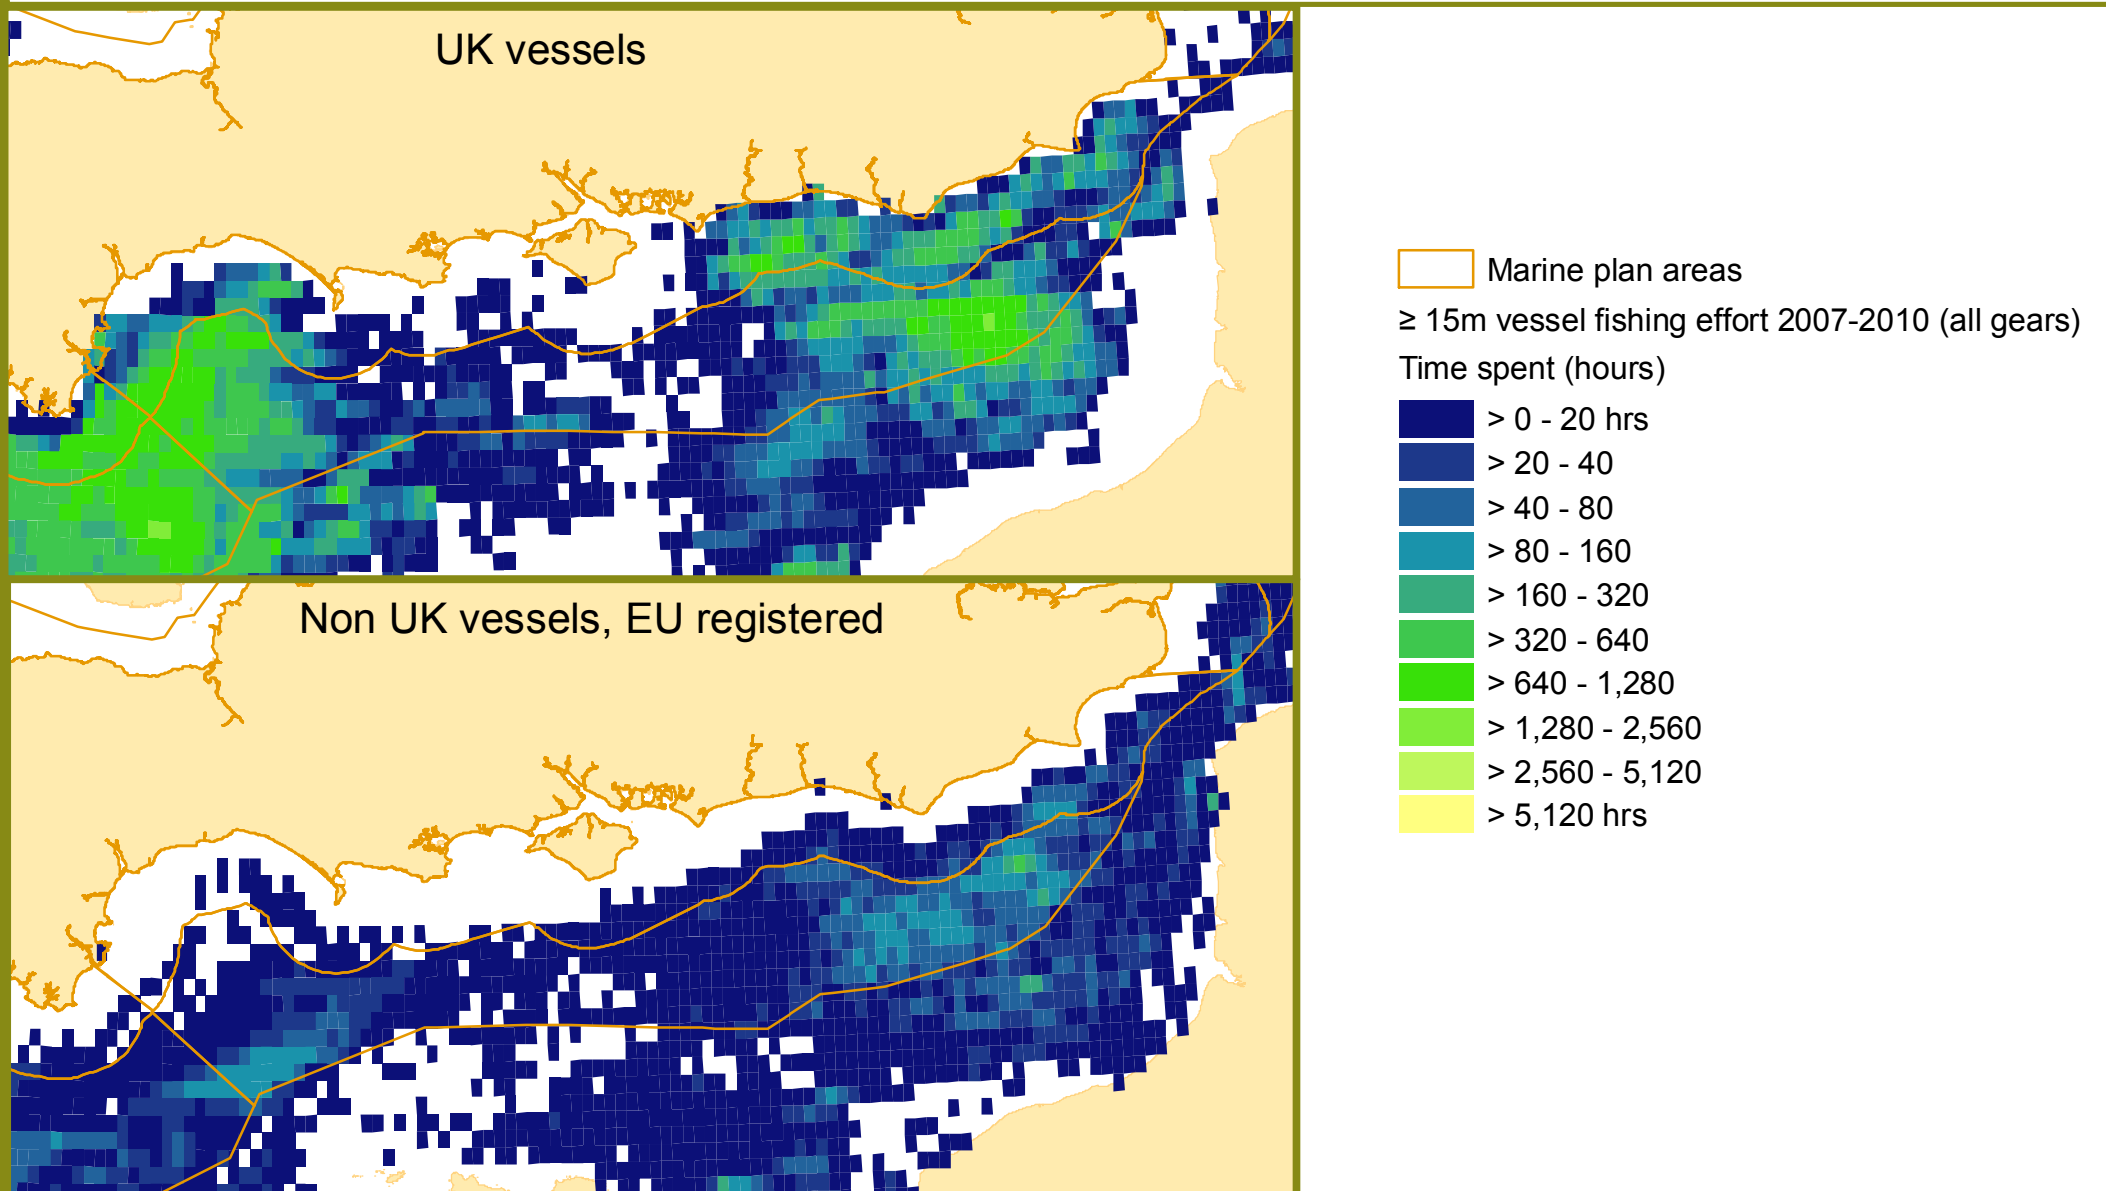 UK vessels
Non UK vessels, EU registered
Marine plan areas
≥ 15m vessel fishing effort 2007-2010 (all gears)
Time spent (hours)
> 0 - 20 hrs
> 20 - 40
> 40 - 80
> 80 - 160
> 160 - 320
> 320 - 640
> 640 - 1,280
> 1,280 - 2,560
> 2,560 - 5,120
> 5,120 hrs